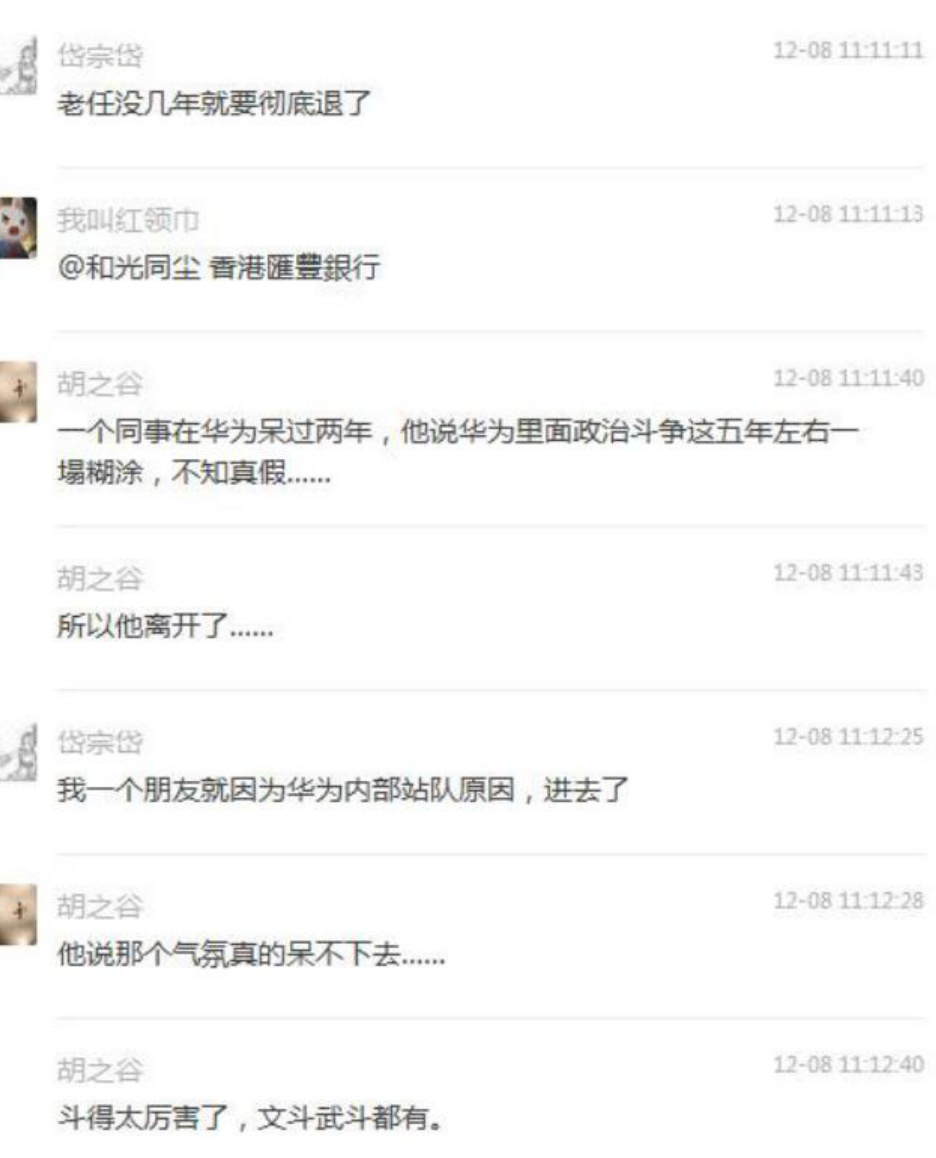 岱宗岱 12-08 11:11:11
老任没几年就要彻底退了
我叫红领巾 12-08 11:11:13
@和光同尘 香港匯豐銀行
胡之谷 12-08 11:11:40
一个同事在华为呆过两年，他说华为里面政治斗争这五年左右一
塌糊涂，不知真假......
胡之谷 12-08 11:11:43
所以他离开了......
岱宗岱 12-08 11:12:25
我一个朋友就因为华为内部站队原因，进去了
胡之谷 12-08 11:12:28
他说那个气氛真的呆不下去......
胡之谷 12-08 11:12:40
斗得太厉害了，文斗武斗都有。